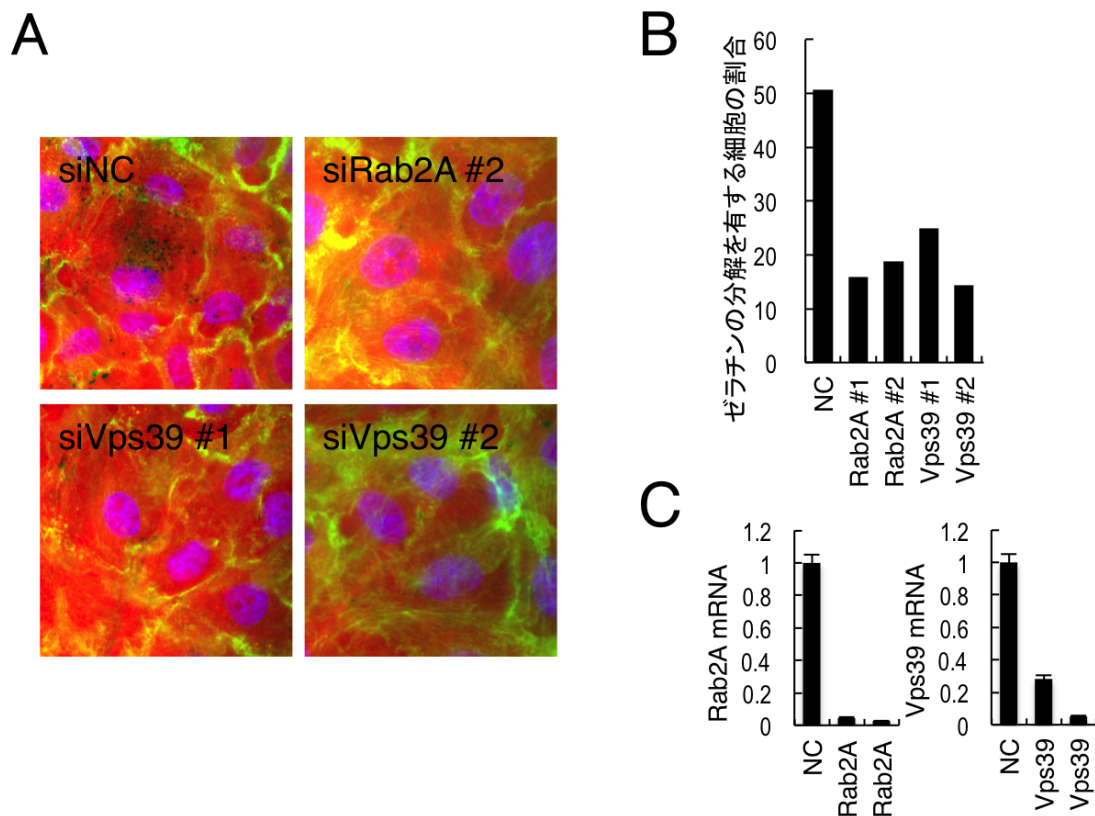 A
siNC
siRab2A #2
siVps39 #1
siVps39 #2
B
ゼラチンの分解を有する細胞の割合
60
50
40
30
20
10
0
NC
Rab2A #1
Rab2A #2
Vps39 #1
Vps39 #2
C
Rab2A mRNA
1.2
1
0.8
0.6
0.4
0.2
0
NC
Rab2A
Rab2A
Vps39 mRNA
1.2
1
0.8
0.6
0.4
0.2
0
NC
Vps39
Vps39